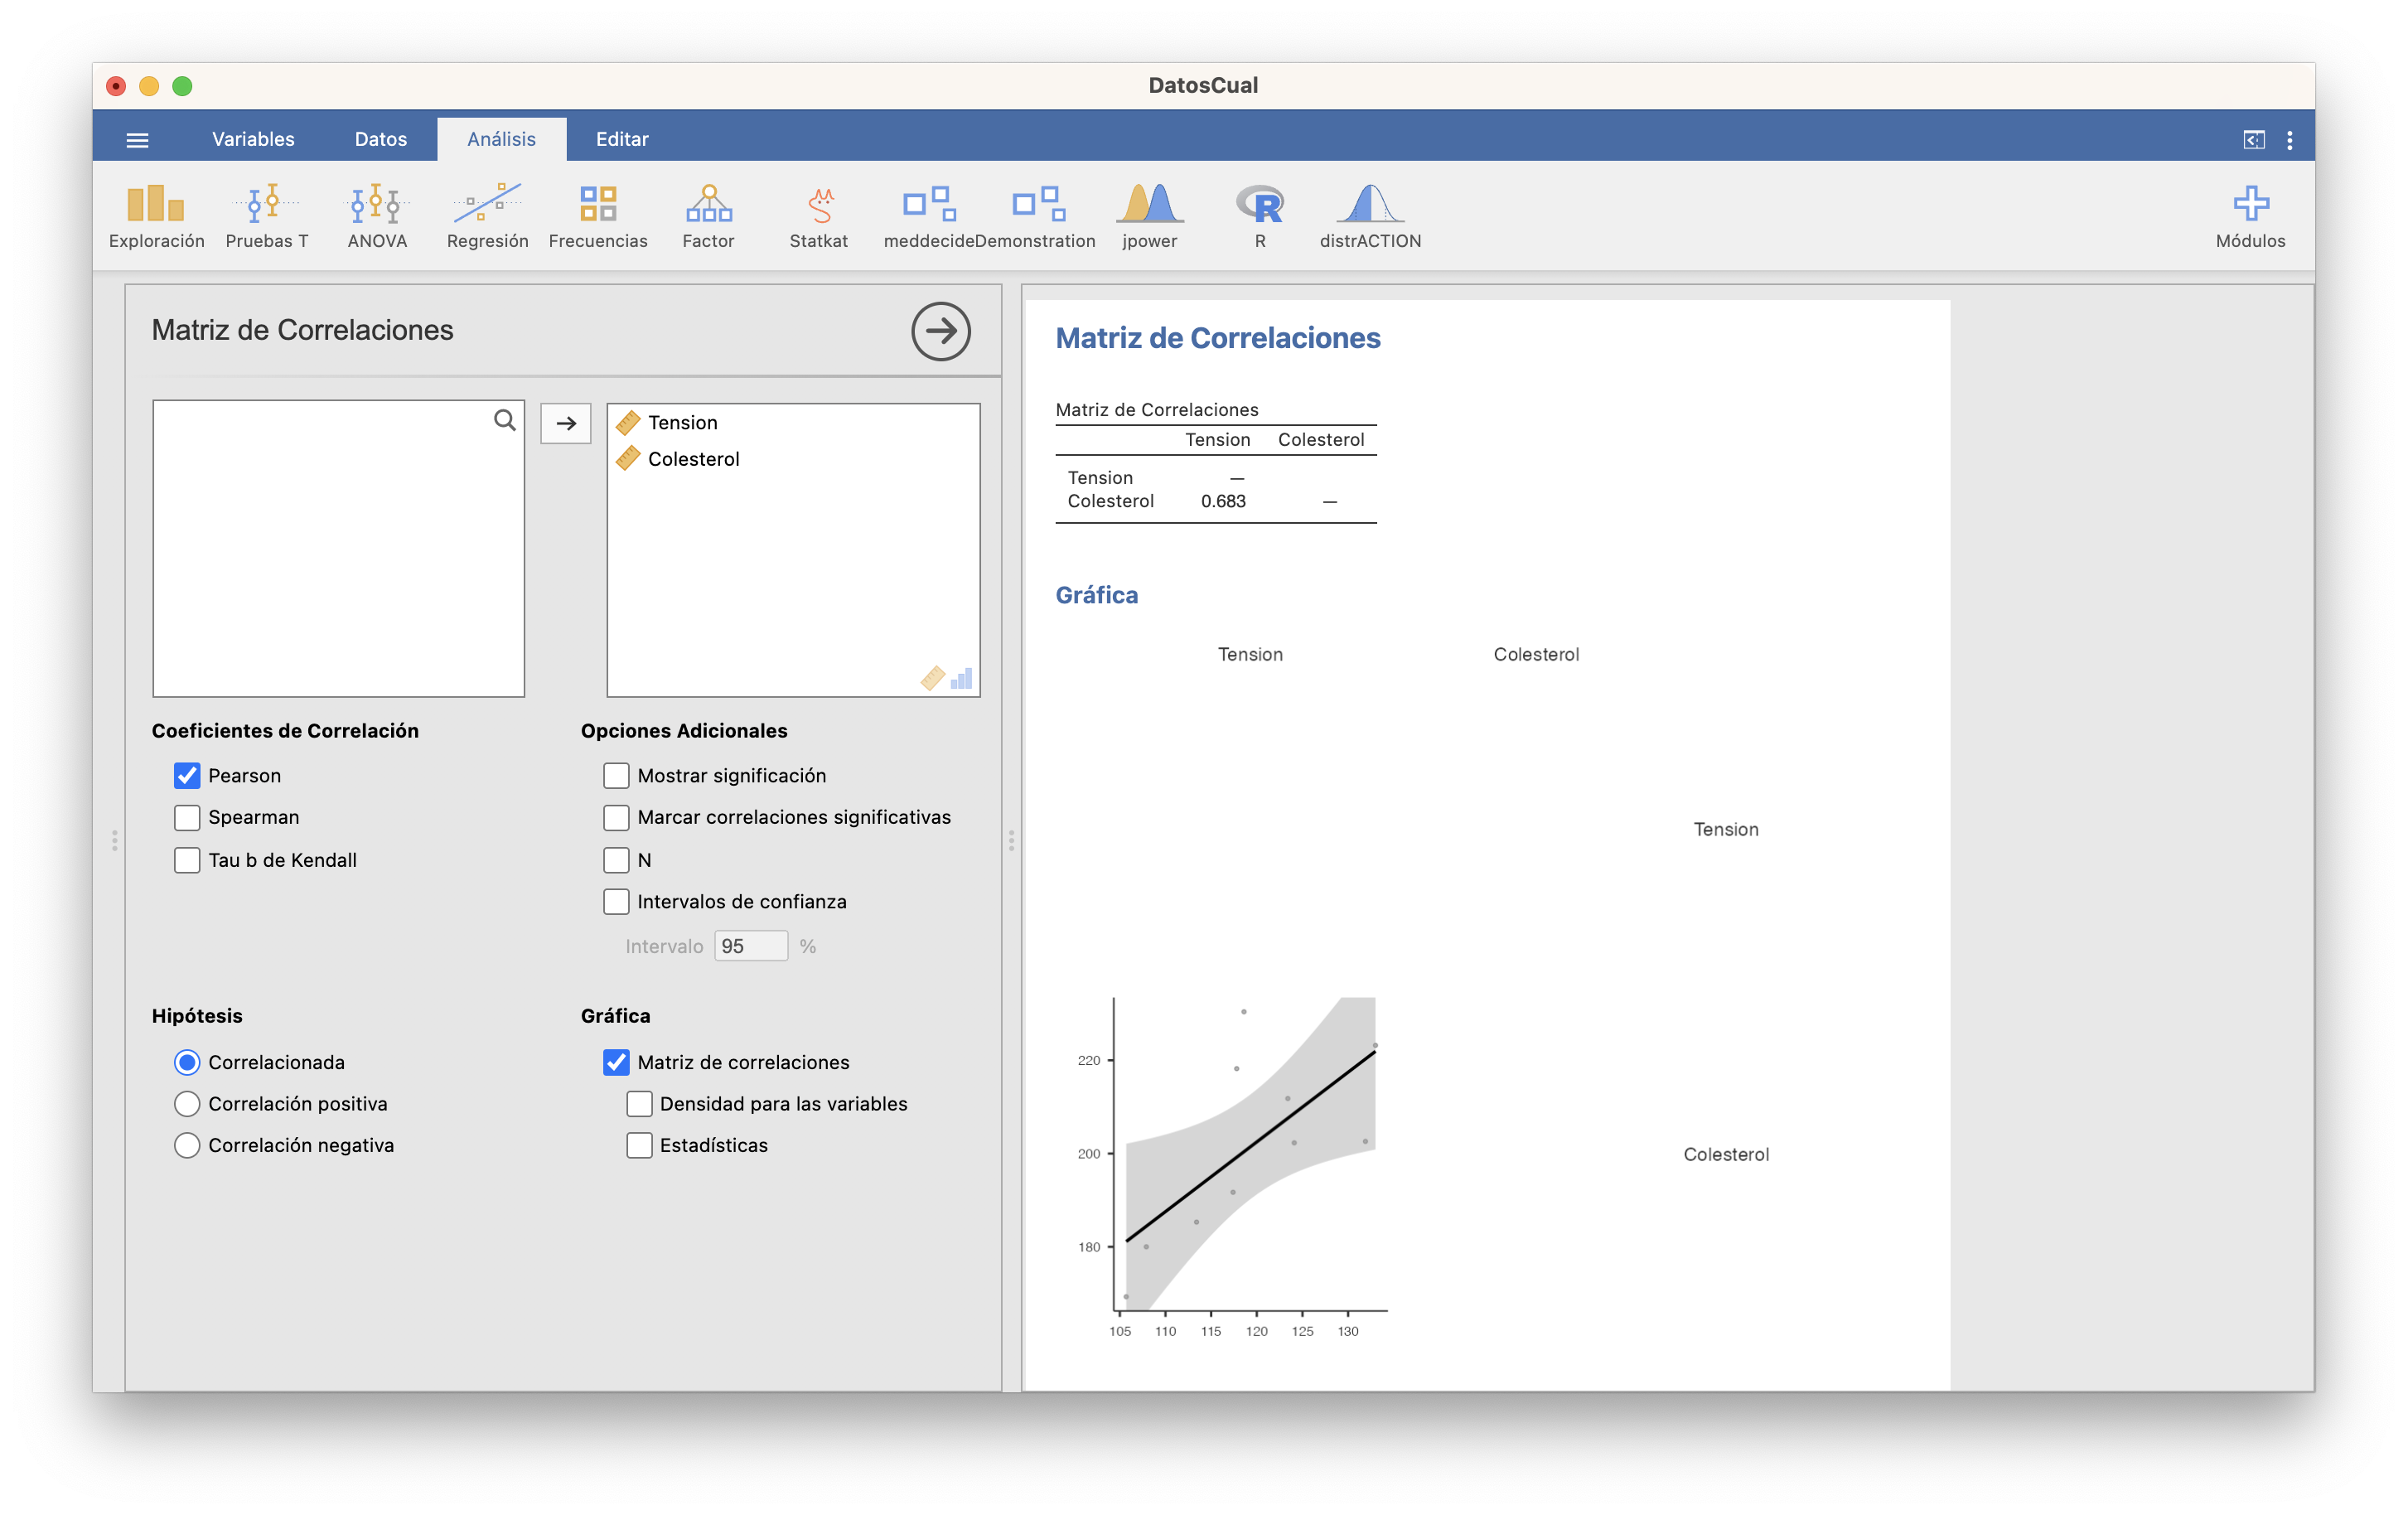 DatosCual
Variables Datos Análisis Editar
Exploración Pruebas T ANOVA Regresión Frecuencias Factor Statkat meddecide Demonstration jpower R distrACTION Módulos
Matriz de Correlaciones
Tension
Colesterol
Coeficientes de Correlación
Pearson
Spearman
Tau b de Kendall
Opciones Adicionales
Mostrar significación
Marcar correlaciones significativas
N
Intervalos de confianza
Intervalo 95 %
Hipótesis
Correlacionada
Correlación positiva
Correlación negativa
Gráfica
Matriz de correlaciones
Densidad para las variables
Estadísticas
Matriz de Correlaciones
Matriz de Correlaciones
Tension Colesterol
Tension —
Colesterol 0.683 —
Gráfica
Tension Colesterol
Tension
220
200
180
Colesterol
105 110 115 120 125 130